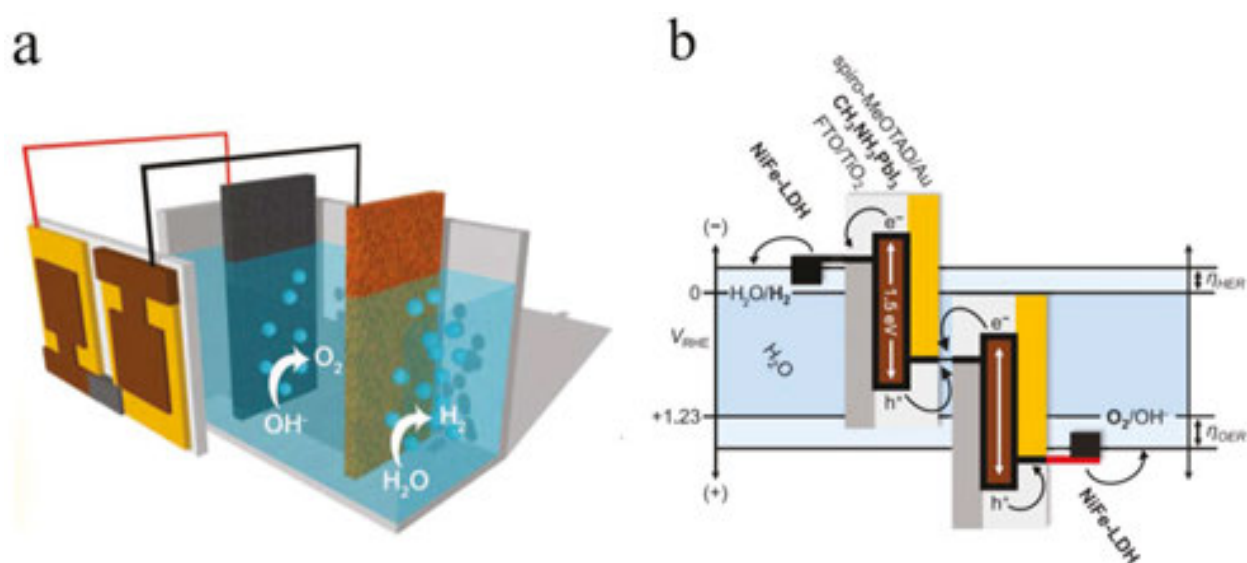 a
O₂
OH⁻
H₂
H₂O
b
spiro-MeOTAD/Au
CH₃NH₃PbI₃
FTO/TiO₂
NiFe-LDH
(−)
e⁻
ηHER
H₂O/H₂
0
1.5 eV
VRHE
H₂O
e⁻
h⁺
+1.23
O₂/OH⁻
ηOER
(+)
h⁺
NiFe-LDH